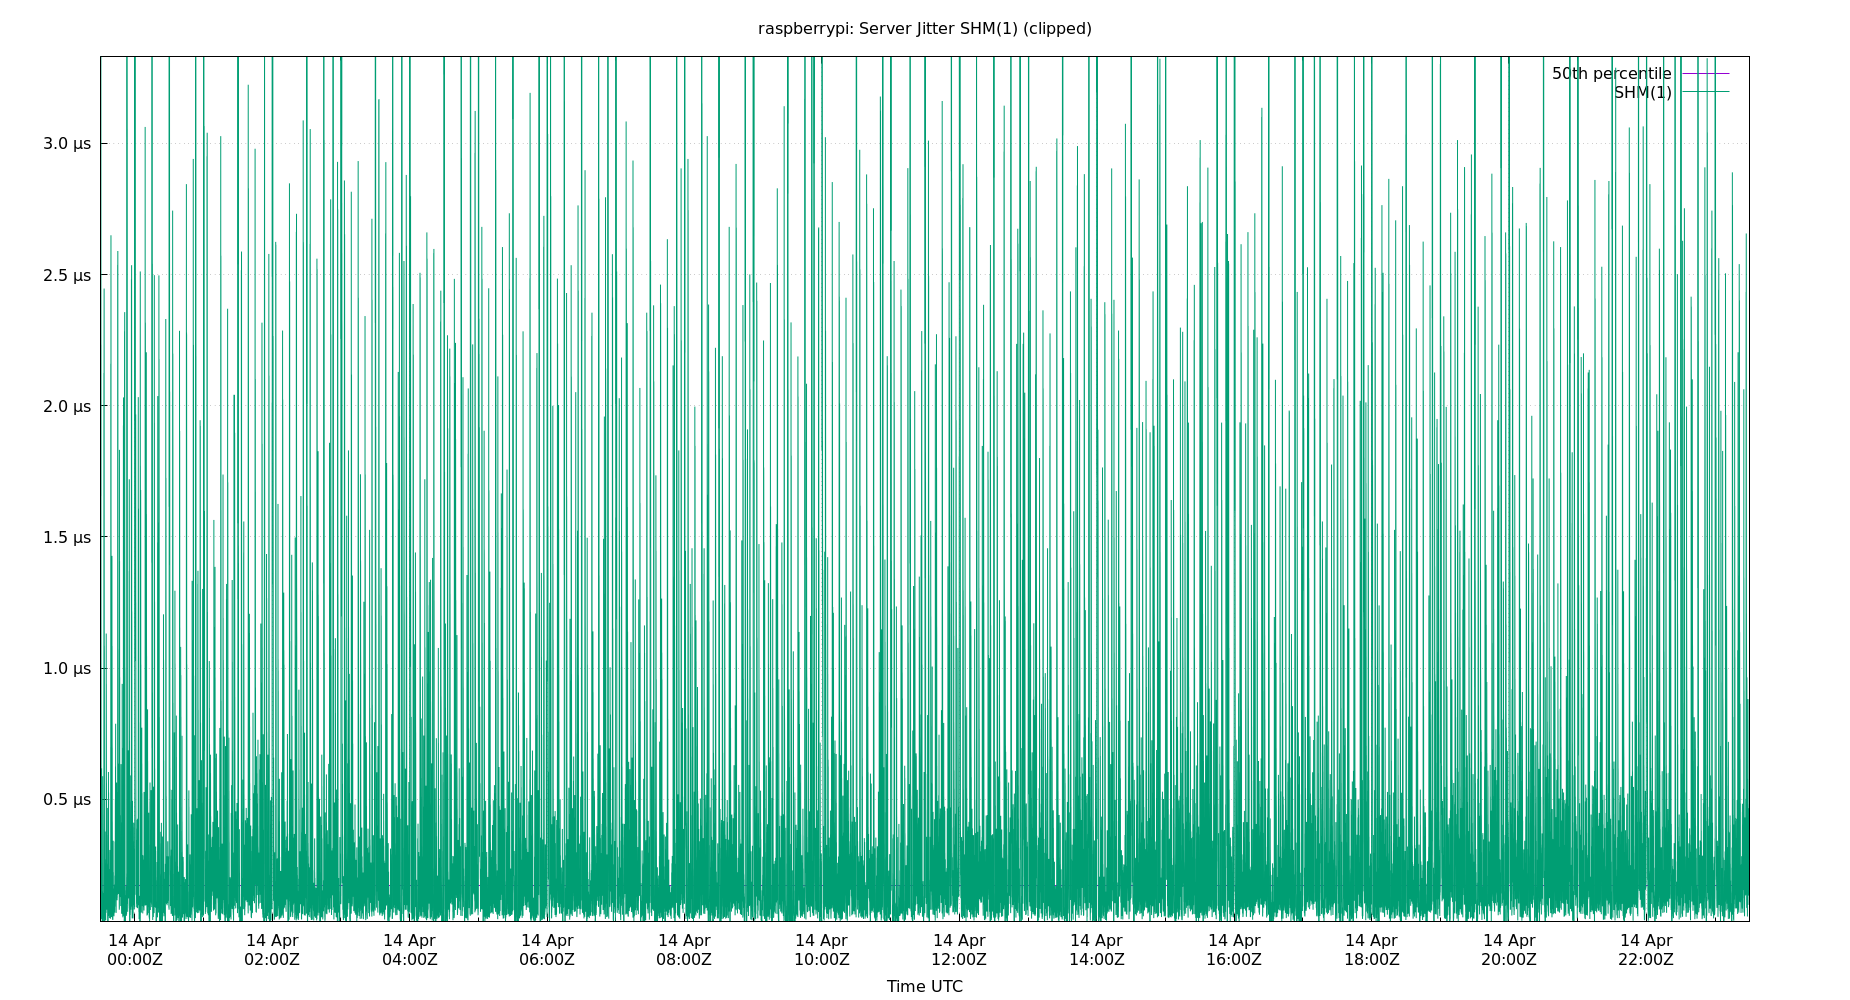 raspberrypi: Server Jitter SHM(1) (clipped)
50th percentile
SHM(1)
3.0 µs
2.5 µs
2.0 µs
1.5 µs
1.0 µs
0.5 µs
14 Apr 14 Apr 14 Apr 14 Apr 14 Apr 14 Apr 14 Apr 14 Apr 14 Apr 14 Apr 14 Apr 14 Apr
00:00Z 02:00Z 04:00Z 06:00Z 08:00Z 10:00Z 12:00Z 14:00Z 16:00Z 18:00Z 20:00Z 22:00Z
Time UTC